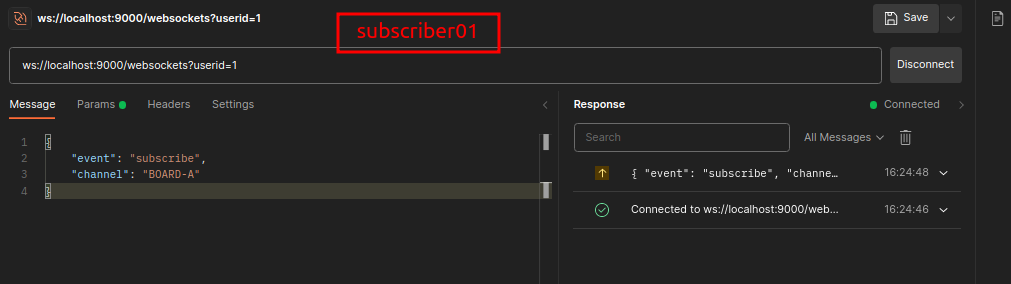 ws://localhost:9000/websockets?userid=1
subscriber01
Save
ws://localhost:9000/websockets?userid=1
Disconnect
Message Params Headers Settings
Response
Connected
Search
All Messages
1 {
2 "event": "subscribe",
3 "channel": "BOARD-A"
4 }
{ "event": "subscribe", "channe… 16:24:48
Connected to ws://localhost:9000/web... 16:24:46